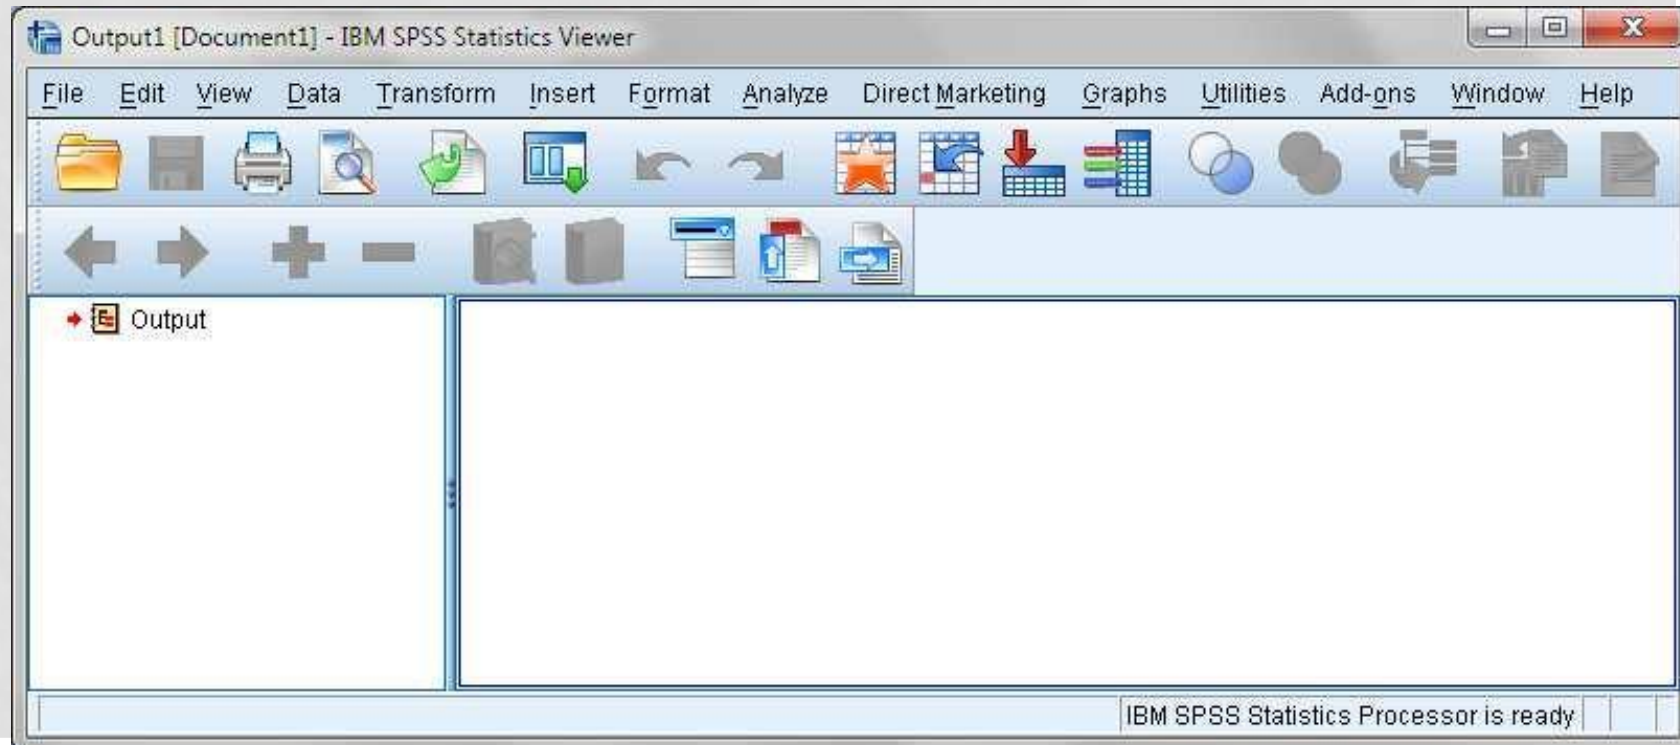 Output1 [Document1] - IBM SPSS Statistics Viewer
File Edit View Data Transform Insert Format Analyze Direct Marketing Graphs Utilities Add-ons Window Help
Output
IBM SPSS Statistics Processor is ready